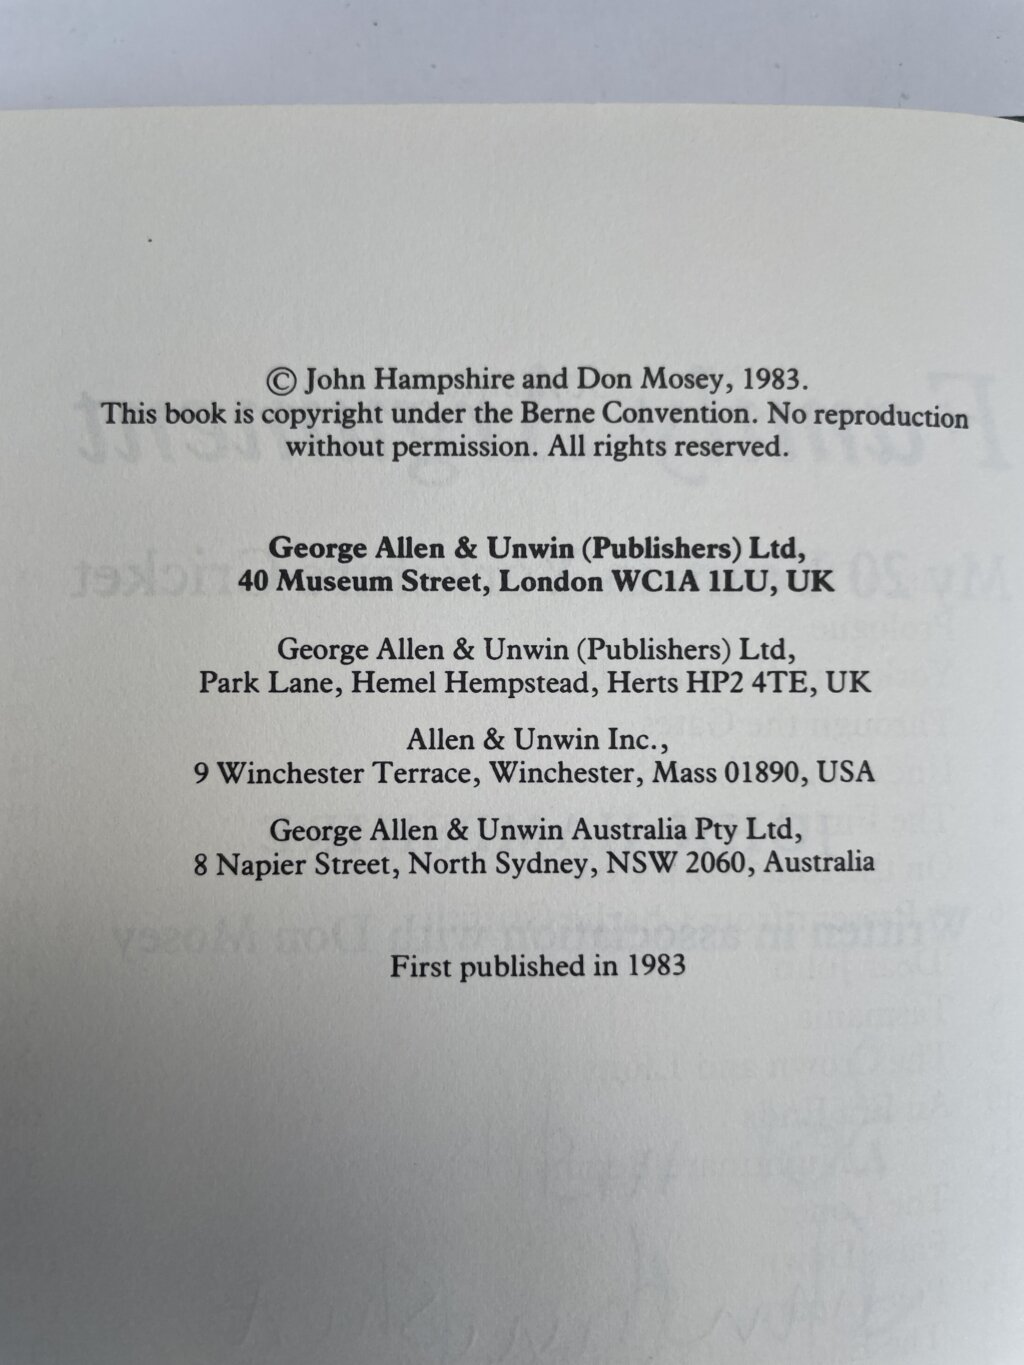 © John Hampshire and Don Mosey, 1983.
This book is copyright under the Berne Convention. No reproduction
without permission. All rights reserved.
George Allen & Unwin (Publishers) Ltd,
40 Museum Street, London WC1A 1LU, UK
George Allen & Unwin (Publishers) Ltd,
Park Lane, Hemel Hempstead, Herts HP2 4TE, UK
Allen & Unwin Inc.,
9 Winchester Terrace, Winchester, Mass 01890, USA
George Allen & Unwin Australia Pty Ltd,
8 Napier Street, North Sydney, NSW 2060, Australia
First published in 1983